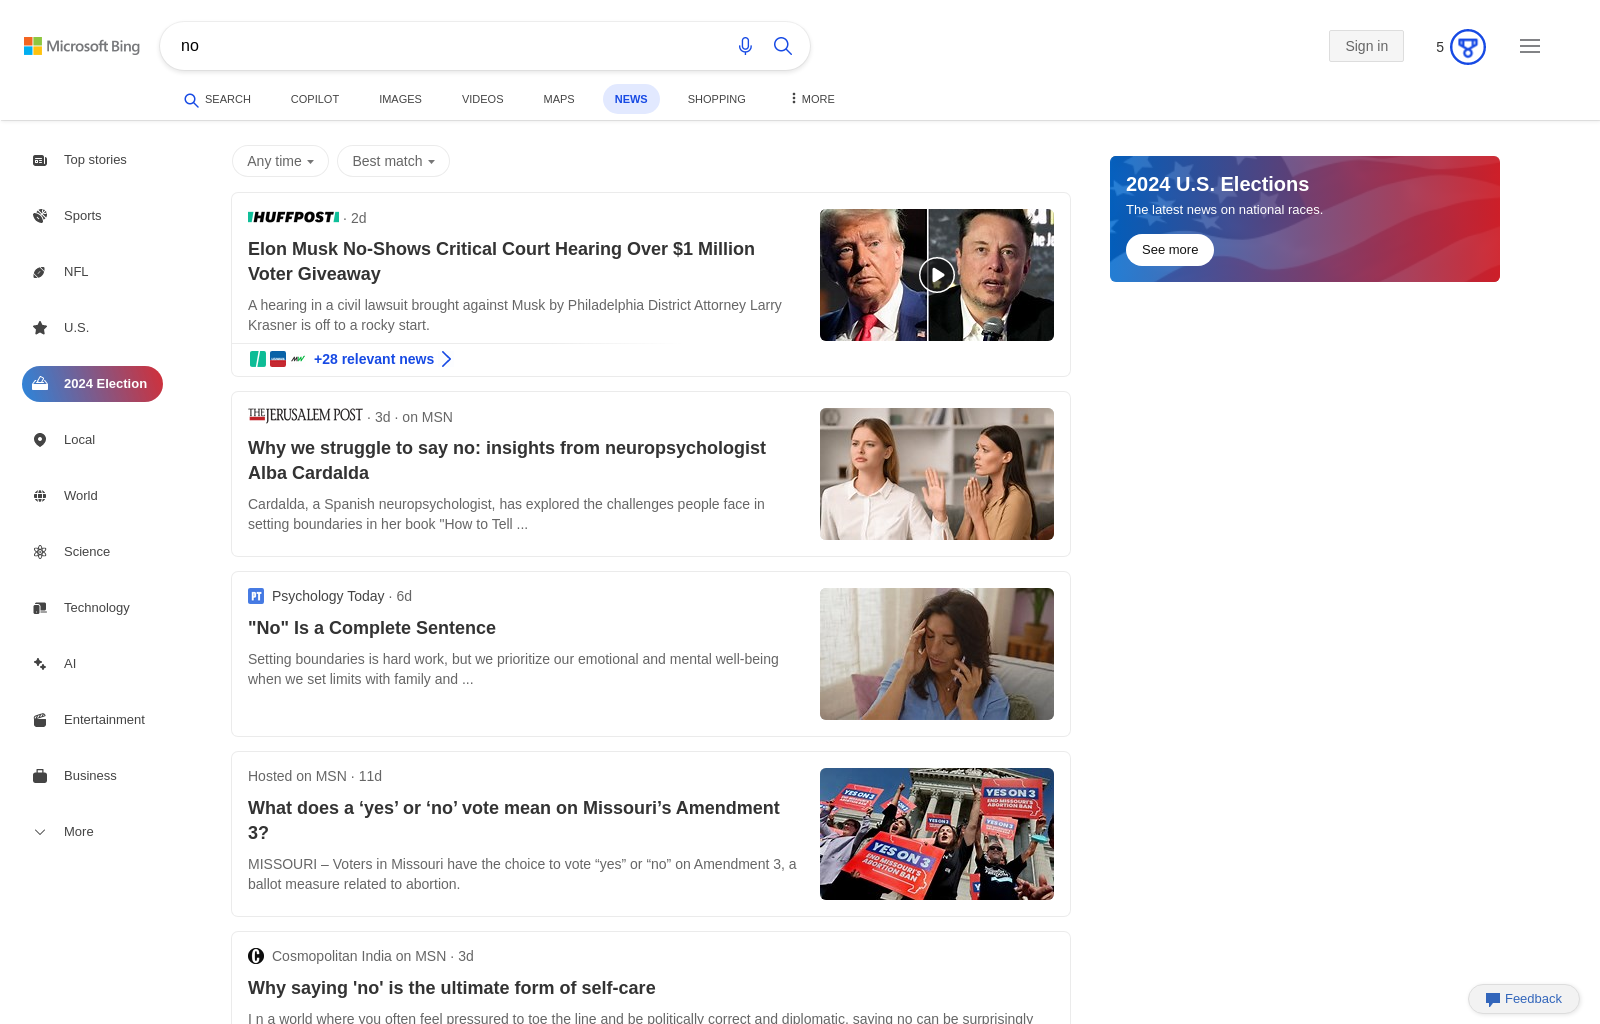 Microsoft Bing
no
Sign in
5
SEARCH
COPILOT
IMAGES
VIDEOS
MAPS
NEWS
SHOPPING
MORE
Top stories
Sports
NFL
U.S.
2024 Election
Local
World
Science
Technology
AI
Entertainment
Business
More
Any time
Best match
HUFFPOST · 2d
Elon Musk No-Shows Critical Court Hearing Over $1 Million
Voter Giveaway
A hearing in a civil lawsuit brought against Musk by Philadelphia District Attorney Larry
Krasner is off to a rocky start.
+28 relevant news
THE JERUSALEM POST · 3d · on MSN
Why we struggle to say no: insights from neuropsychologist
Alba Cardalda
Cardalda, a Spanish neuropsychologist, has explored the challenges people face in
setting boundaries in her book "How to Tell ...
PT Psychology Today · 6d
"No" Is a Complete Sentence
Setting boundaries is hard work, but we prioritize our emotional and mental well-being
when we set limits with family and ...
Hosted on MSN · 11d
What does a ‘yes’ or ‘no’ vote mean on Missouri’s Amendment
3?
MISSOURI – Voters in Missouri have the choice to vote “yes” or “no” on Amendment 3, a
ballot measure related to abortion.
YES ON 3
END MISSOURI'S
ABORTION BAN
YES ON 3
END MISSOURI'S
ABORTION BAN
Cosmopolitan India on MSN · 3d
Why saying 'no' is the ultimate form of self-care
I n a world where you often feel pressured to toe the line and be politically correct and diplomatic, saying no can be surprisingly
2024 U.S. Elections
The latest news on national races.
See more
Feedback